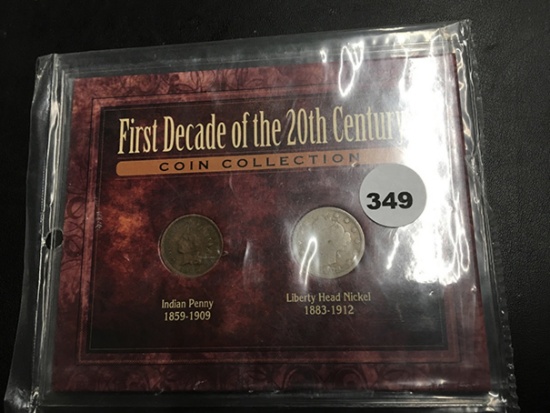 First Decade of the 20th Century
COIN COLLECTION
349
Indian Penny
1859-1909
Liberty Head Nickel
1883-1912